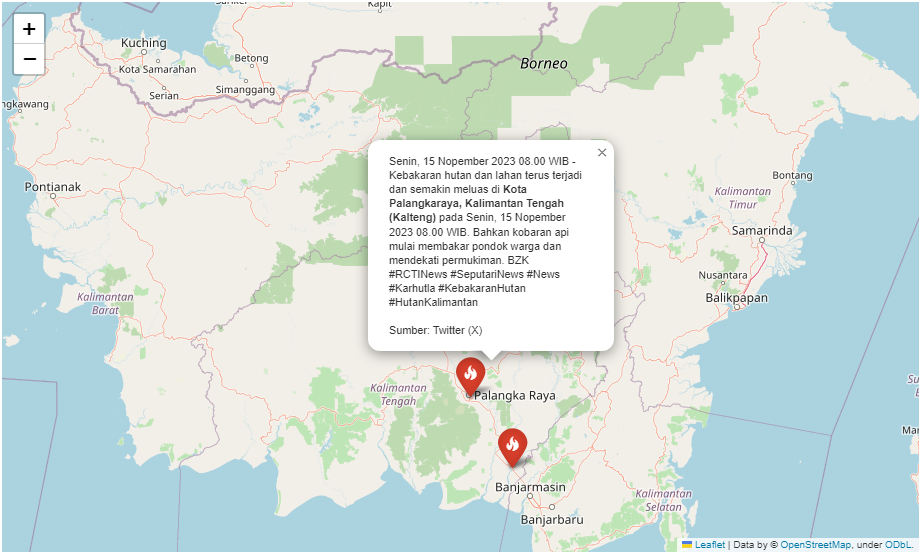 +
−
Kapit
Kuching
Kota Samarahan
Serian
Betong
Simanggang
ngkawang
Borneo
Pontianak
×
Senin, 15 Nopember 2023 08.00 WIB -
Kebakaran hutan dan lahan terus terjadi
dan semakin meluas di Kota
Palangkaraya, Kalimantan Tengah
(Kalteng) pada Senin, 15 Nopember
2023 08.00 WIB. Bahkan kobaran api
mulai membakar pondok warga dan
mendekati permukiman. BZK
#RCTINews #SeputariNews #News
#Karhutla #KebakaranHutan
#HutanKalimantan
Sumber: Twitter (X)
Bontang
Kalimantan
Timur
Samarinda
Nusantara
Balikpapan
Kalimantan
Barat
Kalimantan
Tengah
Palangka Raya
Banjarmasin
Banjarbaru
Kalimantan
Selatan
Leaflet | Data by © OpenStreetMap, under ODbL.